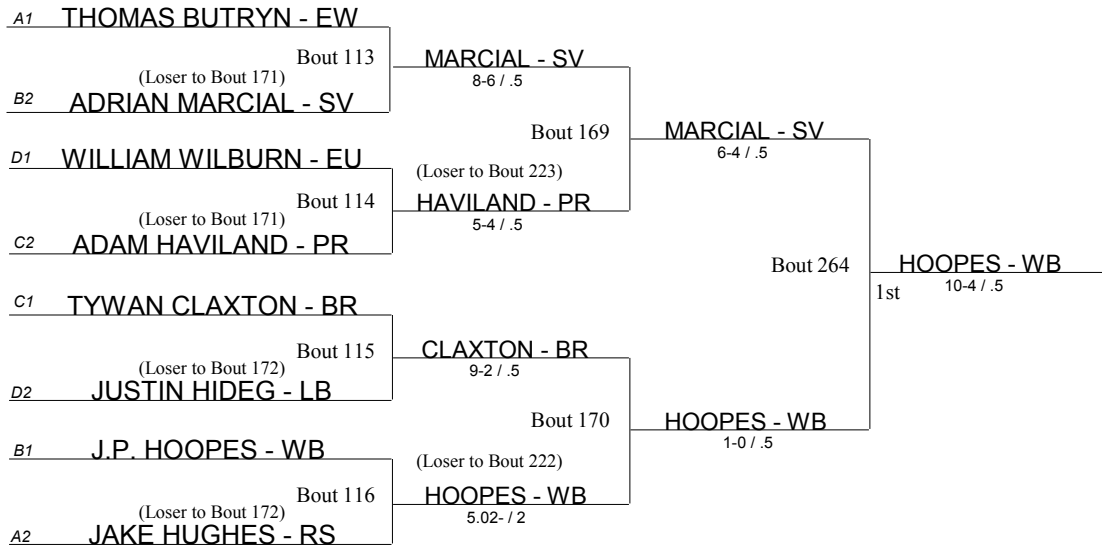 A1 THOMAS BUTRYN - EW
Bout 113
MARCIAL - SV
8-6 / .5
(Loser to Bout 171)
B2 ADRIAN MARCIAL - SV
Bout 169
MARCIAL - SV
6-4 / .5
D1 WILLIAM WILBURN - EU
(Loser to Bout 223)
Bout 114
HAVILAND - PR
5-4 / .5
(Loser to Bout 171)
C2 ADAM HAVILAND - PR
Bout 264
HOOPES - WB
10-4 / .5
1st
C1 TYWAN CLAXTON - BR
Bout 115
CLAXTON - BR
9-2 / .5
(Loser to Bout 172)
D2 JUSTIN HIDEG - LB
Bout 170
HOOPES - WB
1-0 / .5
B1 J.P. HOOPES - WB
(Loser to Bout 222)
Bout 116
HOOPES - WB
5.02- / 2
(Loser to Bout 172)
A2 JAKE HUGHES - RS